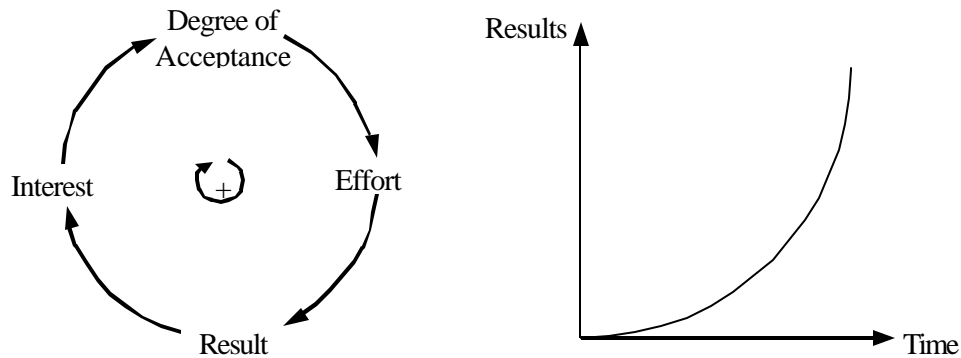 Degree of
Acceptance
Effort
Result
Interest
+
Results
Time